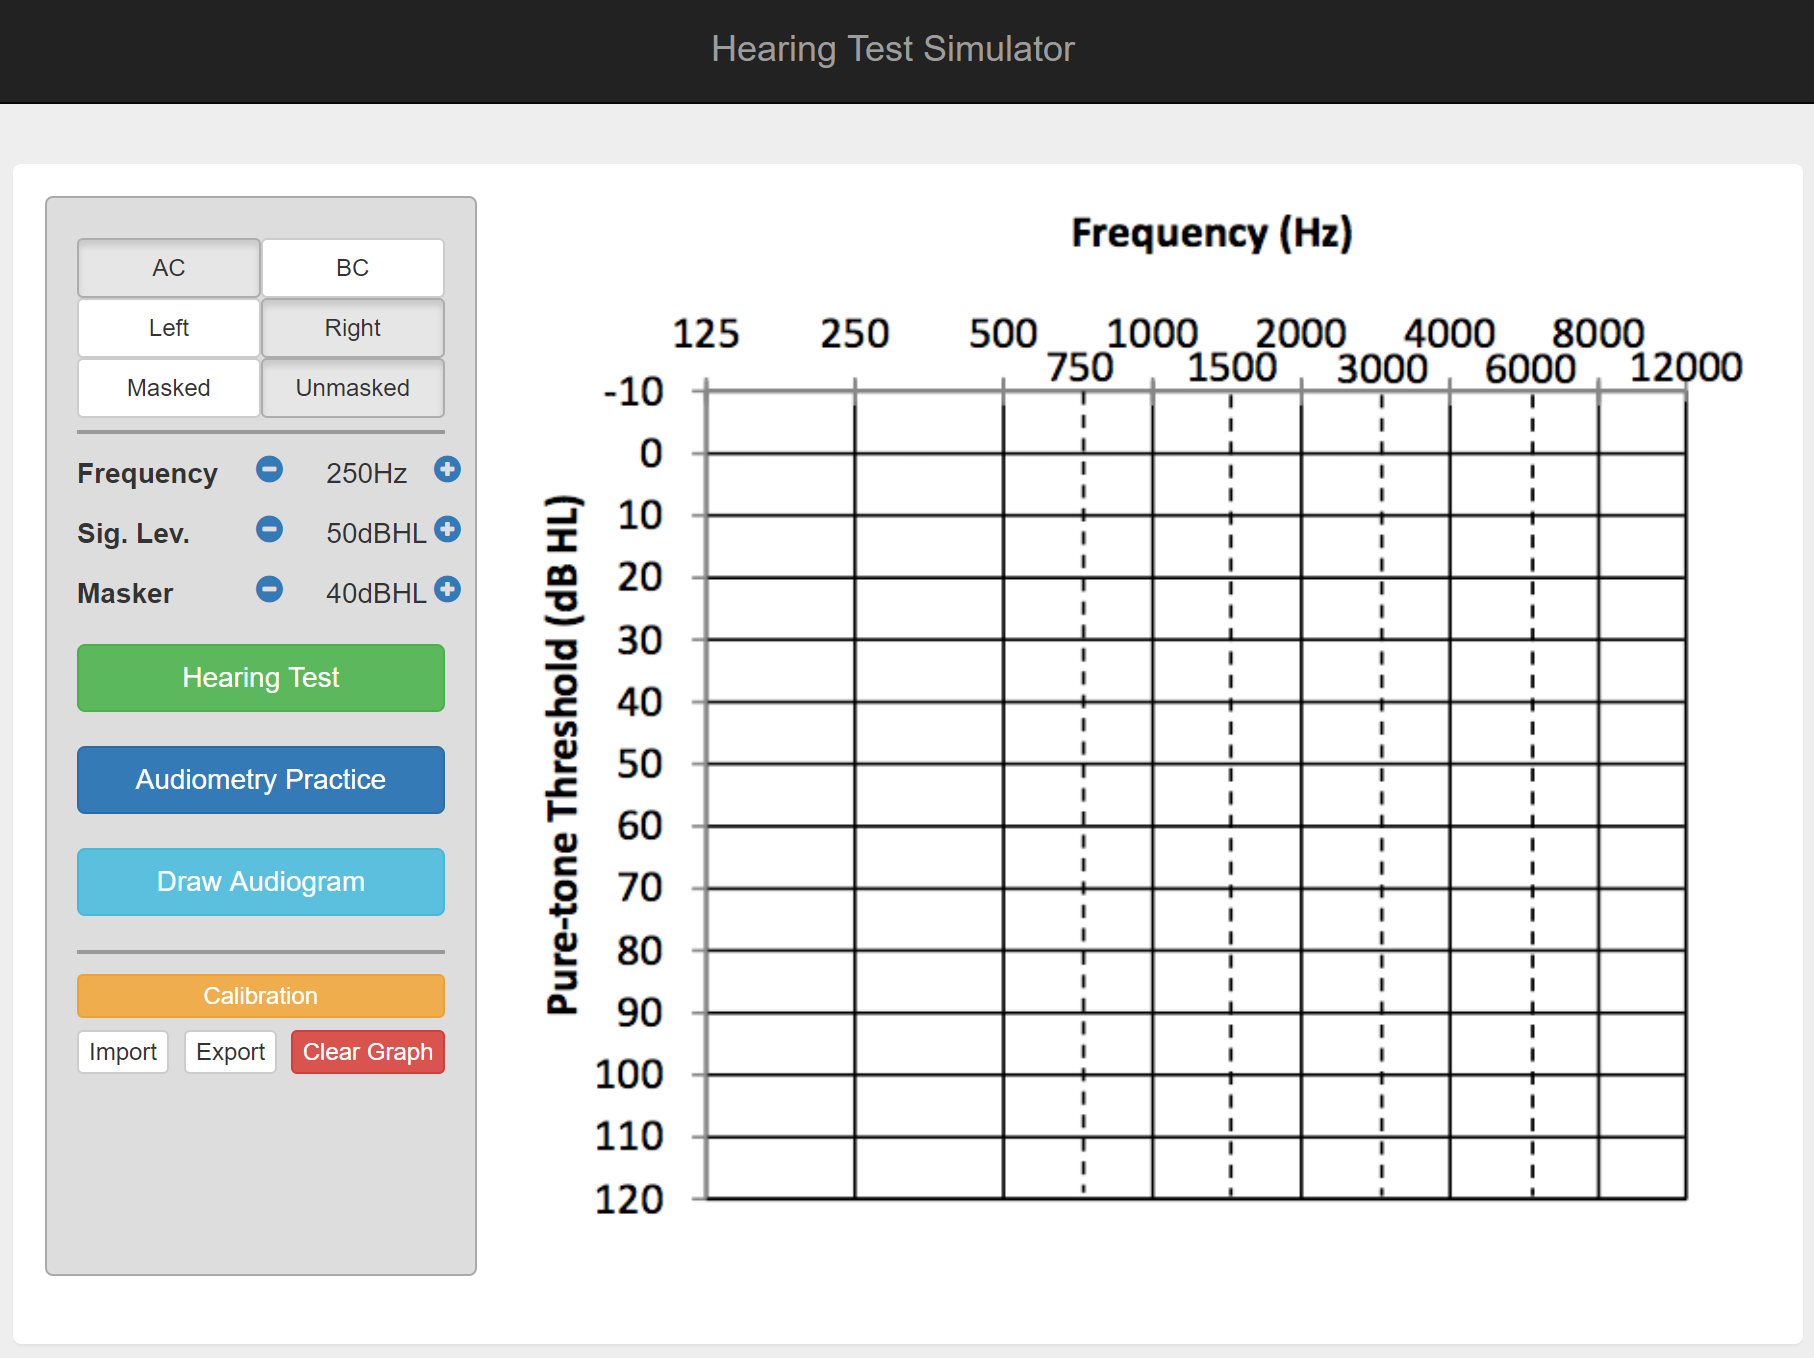 Hearing Test Simulator
AC BC
Left Right
Masked Unmasked
Frequency 250Hz
Sig. Lev. 50dBHL
Masker 40dBHL
Hearing Test
Audiometry Practice
Draw Audiogram
Calibration
Import Export Clear Graph
Frequency (Hz)
125 250 500 1000 2000 4000 8000
750 1500 3000 6000 12000
Pure-tone Threshold (dB HL)
-10
0
10
20
30
40
50
60
70
80
90
100
110
120